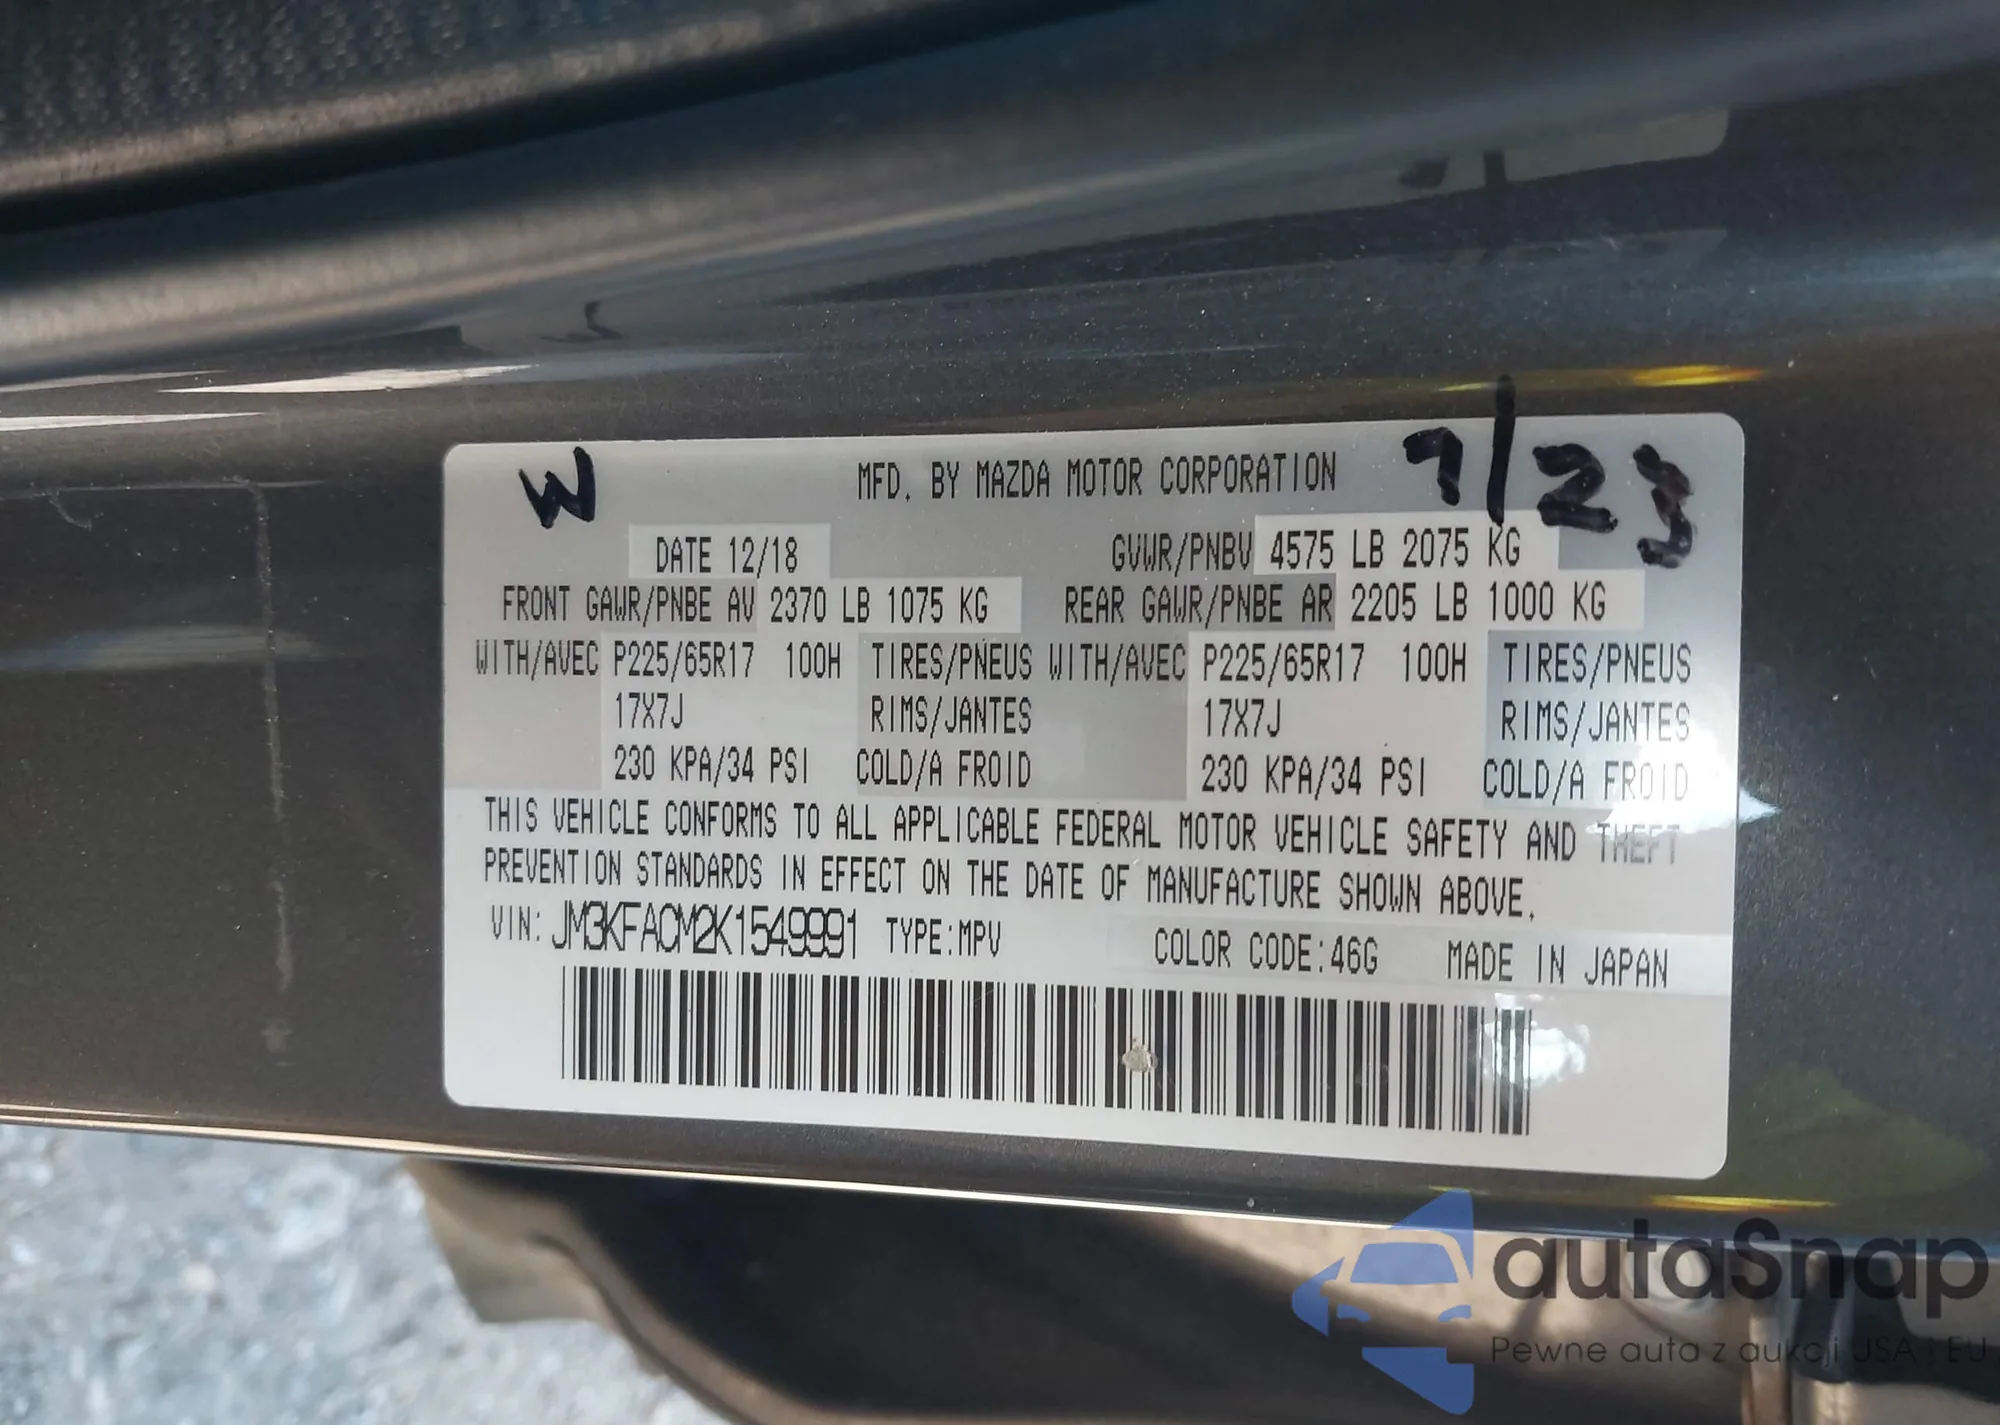 W
MFD. BY MAZDA MOTOR CORPORATION
1/23
DATE 12/18 GVWR/PNBV 4575 LB 2075 KG
FRONT GAWR/PNBE AV 2370 LB 1075 KG REAR GAWR/PNBE AR 2205 LB 1000 KG
WITH/AVEC P225/65R17 100H TIRES/PNEUS WITH/AVEC P225/65R17 100H TIRES/PNEUS
17X7J RIMS/JANTES 17X7J RIMS/JANTES
230 KPA/34 PSI COLD/A FROID 230 KPA/34 PSI COLD/A FROID
THIS VEHICLE CONFORMS TO ALL APPLICABLE FEDERAL MOTOR VEHICLE SAFETY AND THEFT
PREVENTION STANDARDS IN EFFECT ON THE DATE OF MANUFACTURE SHOWN ABOVE.
VIN: JM3KFACM2K1549991 TYPE:MPV COLOR CODE:46G MADE IN JAPAN
autaSnap
Pewne auta z aukcji USA i EU